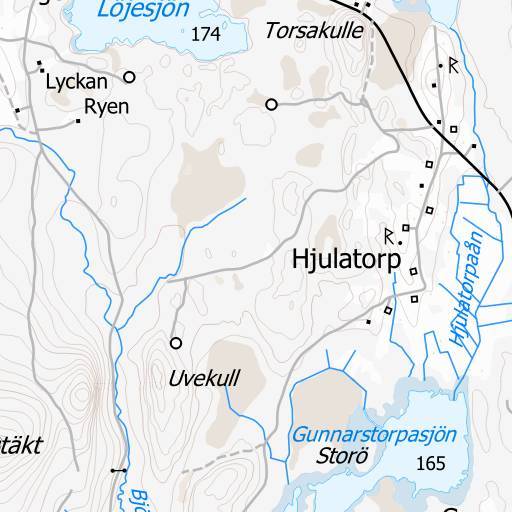 Löjesjön
174
Torsakulle
Lyckan
Ryen
R
R
Hjulatorp
Hjulatorpaån
Uvekull
Gunnarstorpasjön
Storö
165
täkt